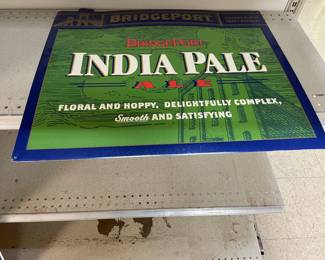 BRIDGEPORT
BRIDGEPORT
INDIA PALE
ALE
FLORAL AND HOPPY, DELIGHTFULLY COMPLEX,
Smooth AND SATISFYING